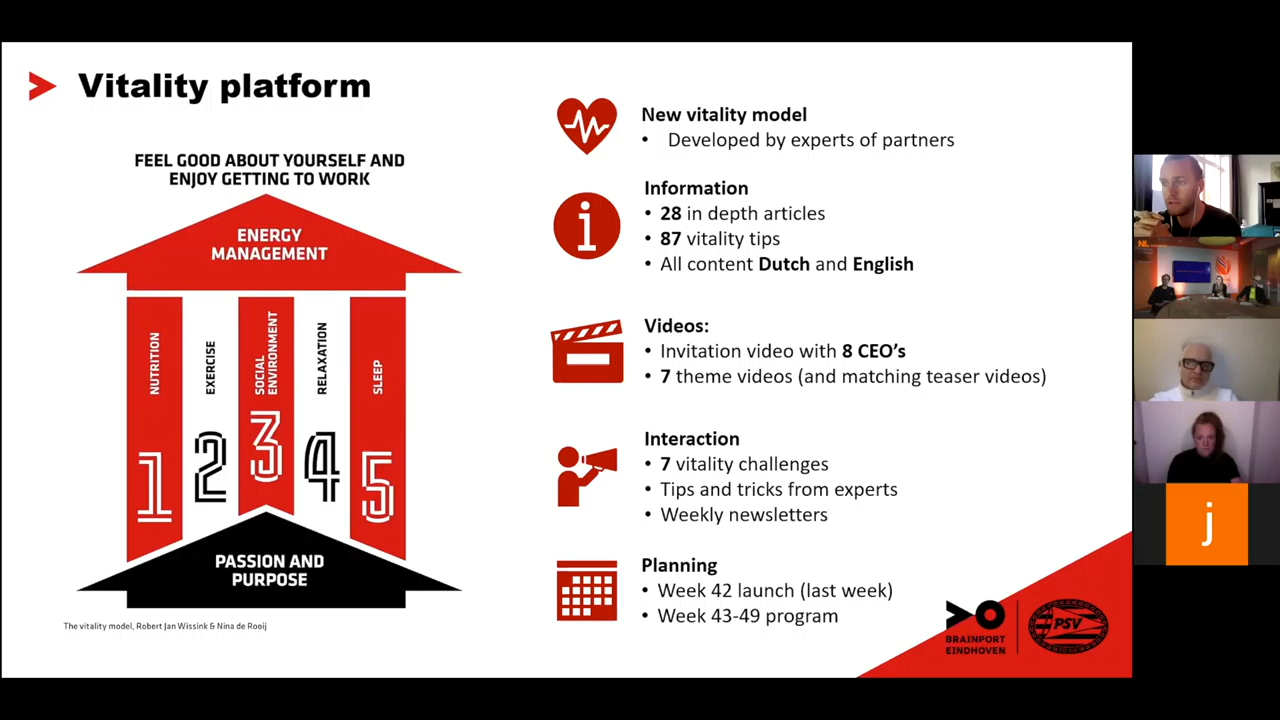 Vitality platform
FEEL GOOD ABOUT YOURSELF AND
ENJOY GETTING TO WORK
ENERGY
MANAGEMENT
NUTRITION
EXERCISE
SOCIAL
ENVIRONMENT
RELAXATION
SLEEP
1
2
3
4
5
PASSION AND
PURPOSE
The vitality model, Robert Jan Wissink & Nina de Rooij
New vitality model
• Developed by experts of partners
Information
• 28 in depth articles
• 87 vitality tips
• All content Dutch and English
Videos:
• Invitation video with 8 CEO’s
• 7 theme videos (and matching teaser videos)
Interaction
• 7 vitality challenges
• Tips and tricks from experts
• Weekly newsletters
Planning
• Week 42 launch (last week)
• Week 43-49 program
BRAINPORT
EINDHOVEN
PSV
NL
j